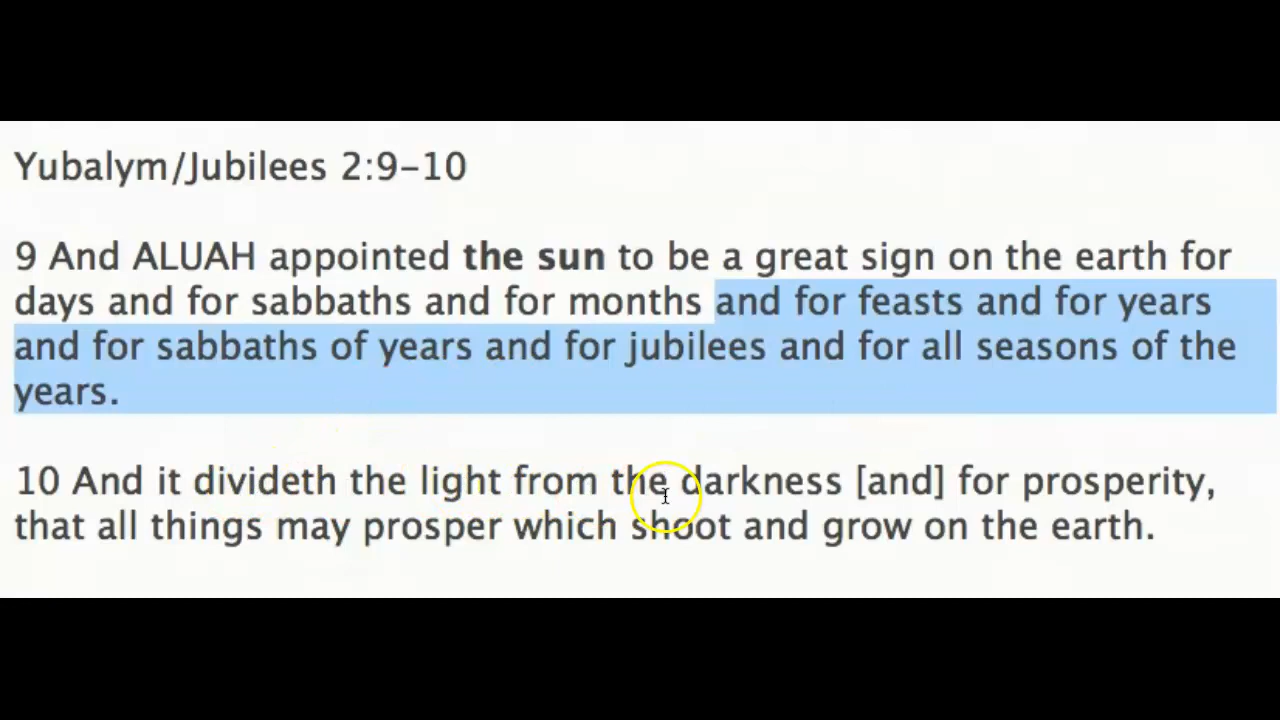 Yubalym/Jubilees 2:9-10
9 And ALUAH appointed the sun to be a great sign on the earth for
days and for sabbaths and for months and for feasts and for years
and for sabbaths of years and for jubilees and for all seasons of the
years.
10 And it divideth the light from the darkness [and] for prosperity,
that all things may prosper which shoot and grow on the earth.